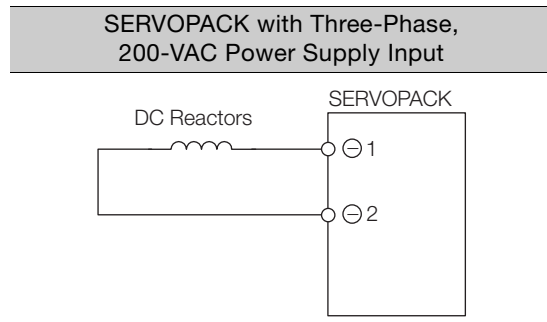 SERVOPACK with Three-Phase,
200-VAC Power Supply Input
SERVOPACK
DC Reactors
⊖ 1
⊖ 2